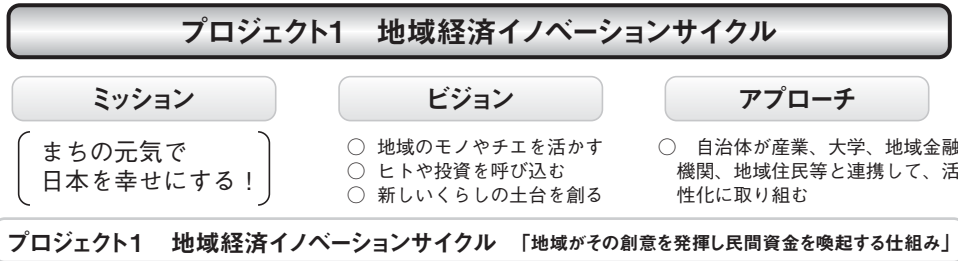 プロジェクト1　地域経済イノベーションサイクル
ミッション
まちの元気で
日本を幸せにする！
ビジョン
○ 地域のモノやチエを活かす
○ ヒトや投資を呼び込む
○ 新しいくらしの土台を創る
アプローチ
○　自治体が産業、大学、地域金融
機関、地域住民等と連携して、活
性化に取り組む
プロジェクト1　地域経済イノベーションサイクル　「地域がその創意を発揮し民間資金を喚起する仕組み」